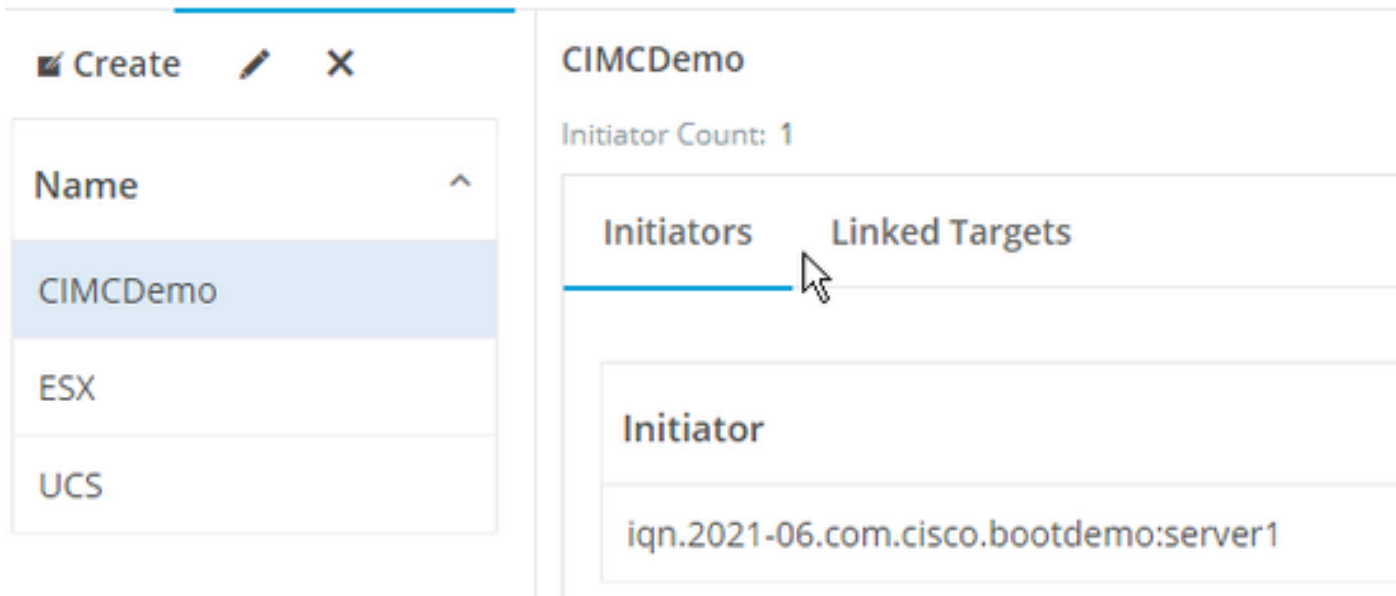 Create
Name
CIMCDemo
ESX
UCS
CIMCDemo
Initiator Count: 1
Initiators Linked Targets
Initiator
iqn.2021-06.com.cisco.bootdemo:server1